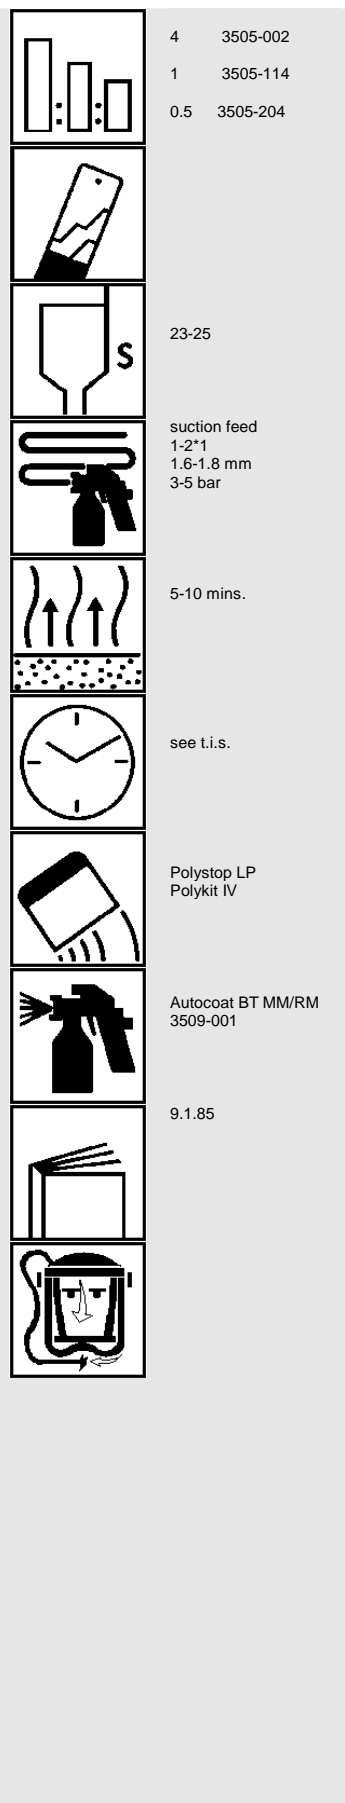 4 3505-002
1 3505-114
0.5 3505-204
S
23-25
suction feed
1-2*1
1.6-1.8 mm
3-5 bar
5-10 mins.
see t.i.s.
Polystop LP
Polykit IV
Autocoat BT MM/RM
3509-001
9.1.85